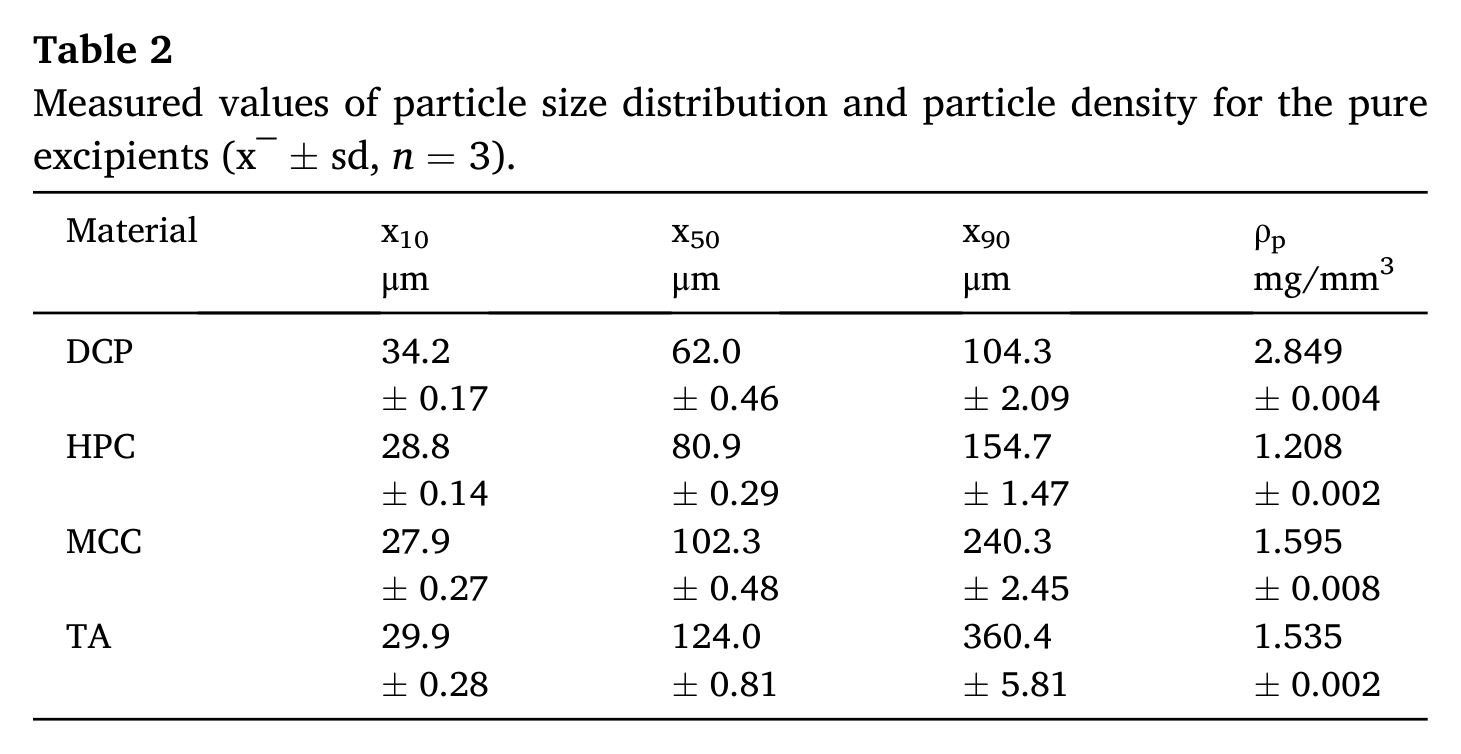 Table 2
Measured values of particle size distribution and particle density for the pure
excipients (x¯ ± sd, n = 3).
Material x₁₀ x₅₀ x₉₀ ρₚ
μm μm μm mg/mm³
DCP 34.2 62.0 104.3 2.849
± 0.17 ± 0.46 ± 2.09 ± 0.004
HPC 28.8 80.9 154.7 1.208
± 0.14 ± 0.29 ± 1.47 ± 0.002
MCC 27.9 102.3 240.3 1.595
± 0.27 ± 0.48 ± 2.45 ± 0.008
TA 29.9 124.0 360.4 1.535
± 0.28 ± 0.81 ± 5.81 ± 0.002